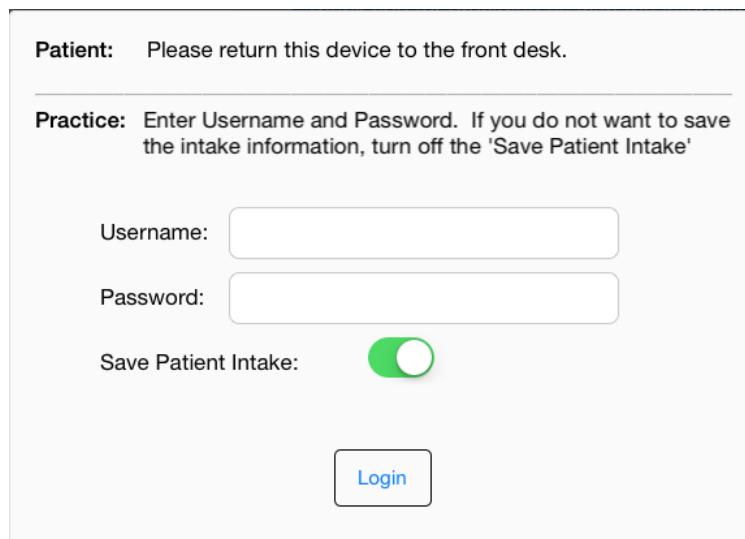 Patient: Please return this device to the front desk.
Practice: Enter Username and Password. If you do not want to save
the intake information, turn off the 'Save Patient Intake'
Username:
Password:
Save Patient Intake:
Login